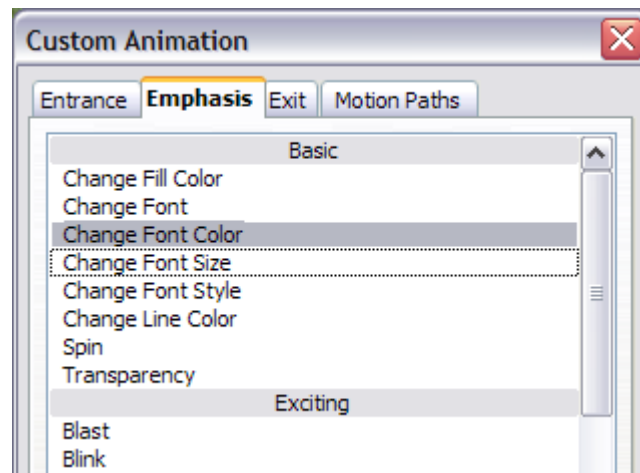 Custom Animation
Entrance Emphasis Exit Motion Paths
Basic
Change Fill Color
Change Font
Change Font Color
Change Font Size
Change Font Style
Change Line Color
Spin
Transparency
Exciting
Blast
Blink